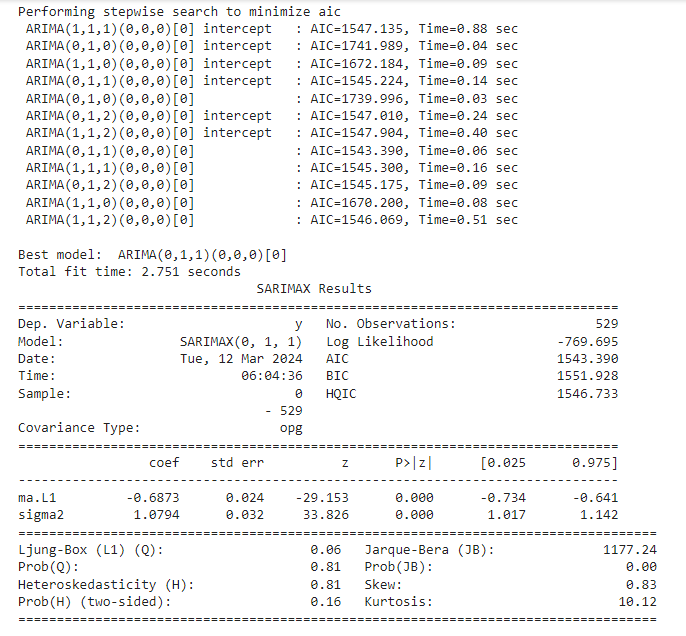 Performing stepwise search to minimize aic
 ARIMA(1,1,1)(0,0,0)[0] intercept   : AIC=1547.135, Time=0.88 sec
 ARIMA(0,1,0)(0,0,0)[0] intercept   : AIC=1741.989, Time=0.04 sec
 ARIMA(1,1,0)(0,0,0)[0] intercept   : AIC=1672.184, Time=0.09 sec
 ARIMA(0,1,1)(0,0,0)[0] intercept   : AIC=1545.224, Time=0.14 sec
 ARIMA(0,1,0)(0,0,0)[0]             : AIC=1739.996, Time=0.03 sec
 ARIMA(0,1,2)(0,0,0)[0] intercept   : AIC=1547.010, Time=0.24 sec
 ARIMA(1,1,2)(0,0,0)[0] intercept   : AIC=1547.904, Time=0.40 sec
 ARIMA(0,1,1)(0,0,0)[0]             : AIC=1543.390, Time=0.06 sec
 ARIMA(1,1,1)(0,0,0)[0]             : AIC=1545.300, Time=0.16 sec
 ARIMA(0,1,2)(0,0,0)[0]             : AIC=1545.175, Time=0.09 sec
 ARIMA(1,1,0)(0,0,0)[0]             : AIC=1670.200, Time=0.08 sec
 ARIMA(1,1,2)(0,0,0)[0]             : AIC=1546.069, Time=0.51 sec

Best model:  ARIMA(0,1,1)(0,0,0)[0]
Total fit time: 2.751 seconds
                               SARIMAX Results
==============================================================================
Dep. Variable:                      y   No. Observations:                  529
Model:               SARIMAX(0, 1, 1)   Log Likelihood                -769.695
Date:                Tue, 12 Mar 2024   AIC                           1543.390
Time:                        06:04:36   BIC                           1551.928
Sample:                             0   HQIC                          1546.733
                                - 529
Covariance Type:                  opg
==============================================================================
                 coef    std err          z      P>|z|      [0.025      0.975]
------------------------------------------------------------------------------
ma.L1         -0.6873      0.024    -29.153      0.000      -0.734      -0.641
sigma2         1.0794      0.032     33.826      0.000       1.017       1.142
===================================================================================
Ljung-Box (L1) (Q):                   0.06   Jarque-Bera (JB):              1177.24
Prob(Q):                              0.81   Prob(JB):                         0.00
Heteroskedasticity (H):               0.81   Skew:                             0.83
Prob(H) (two-sided):                  0.16   Kurtosis:                        10.12
===================================================================================